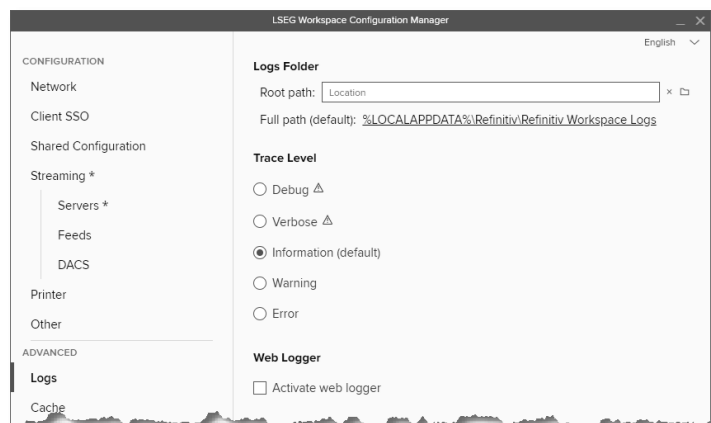 LSEG Workspace Configuration Manager
English
CONFIGURATION
Network
Client SSO
Shared Configuration
Streaming *
Servers *
Feeds
DACS
Printer
Other
ADVANCED
Logs
Cache
Logs Folder
Root path: Location
Full path (default): %LOCALAPPDATA%\Refinitiv\Refinitiv Workspace Logs
Trace Level
Debug
Verbose
Information (default)
Warning
Error
Web Logger
Activate web logger